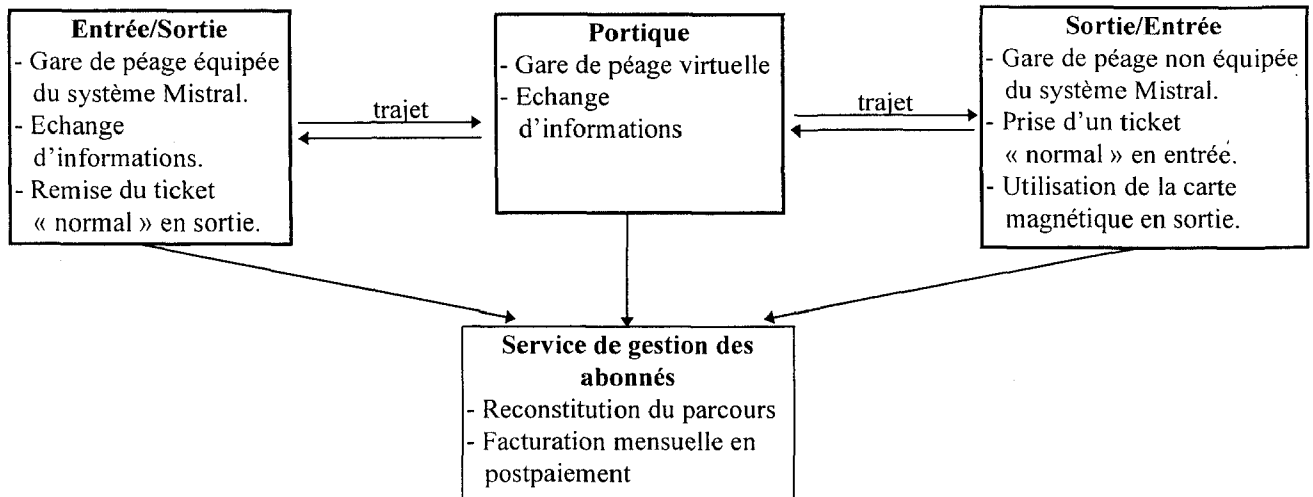 Entrée/Sortie
- Gare de péage équipée
du système Mistral.
- Echange
d'informations.
- Remise du ticket
« normal » en sortie.
trajet
Portique
- Gare de péage virtuelle
- Echange
d'informations
trajet
Sortie/Entrée
- Gare de péage non équipée
du système Mistral.
- Prise d'un ticket
« normal » en entrée.
- Utilisation de la carte
magnétique en sortie.
Service de gestion des
abonnés
- Reconstitution du parcours
- Facturation mensuelle en
postpaiement